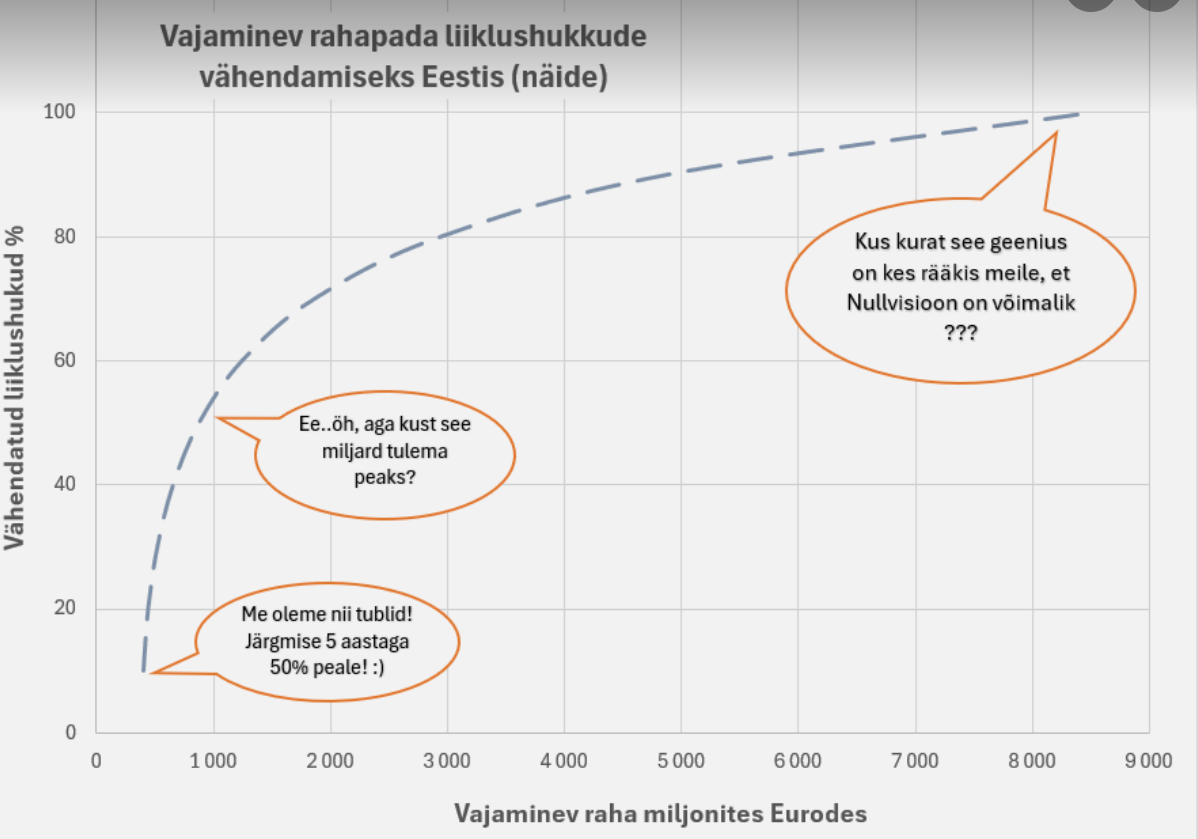 Vajaminev rahapada liiklushukkude
vähendamiseks Eestis (näide)
100
80
60
40
20
0
Vähendatud liiklushukud %
Kus kurat see geenius
on kes rääkis meile, et
Nullvisioon on võimalik
???
Ee..öh, aga kust see
miljard tulema
peaks?
Me oleme nii tublid!
Järgmise 5 aastaga
50% peale! :)
0 1 000 2 000 3 000 4 000 5 000 6 000 7 000 8 000 9 000
Vajaminev raha miljonites Eurodes